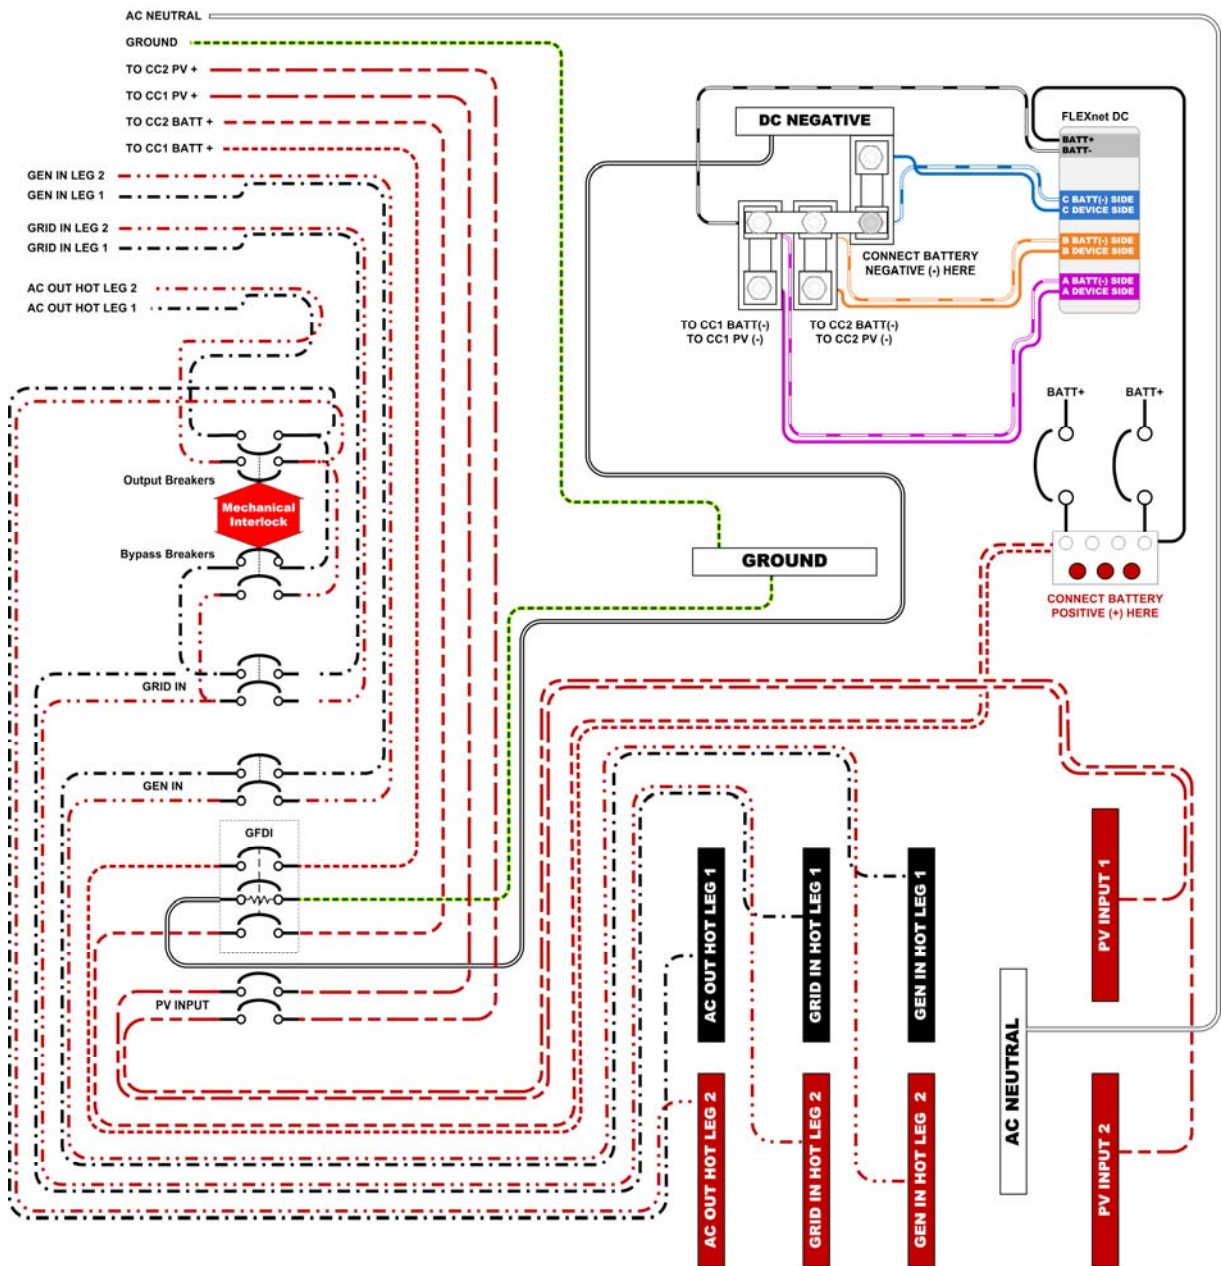 AC NEUTRAL
GROUND
TO CC2 PV +
TO CC1 PV +
TO CC2 BATT +
TO CC1 BATT +
GEN IN LEG 2
GEN IN LEG 1
GRID IN LEG 2
GRID IN LEG 1
AC OUT HOT LEG 2
AC OUT HOT LEG 1
DC NEGATIVE
FLEXnet DC
BATT+
BATT-
C BATT(-) SIDE
C DEVICE SIDE
B BATT(-) SIDE
B DEVICE SIDE
A BATT(-) SIDE
A DEVICE SIDE
CONNECT BATTERY
NEGATIVE (-) HERE
TO CC1 BATT(-)
TO CC1 PV (-)
TO CC2 BATT(-)
TO CC2 PV (-)
BATT+
BATT+
Output Breakers
Mechanical
Interlock
Bypass Breakers
GROUND
CONNECT BATTERY
POSITIVE (+) HERE
GRID IN
GEN IN
GFDI
PV INPUT
AC OUT HOT LEG 1
GRID IN HOT LEG 1
GEN IN HOT LEG 1
PV INPUT 1
AC NEUTRAL
AC OUT HOT LEG 2
GRID IN HOT LEG 2
GEN IN HOT LEG 2
PV INPUT 2